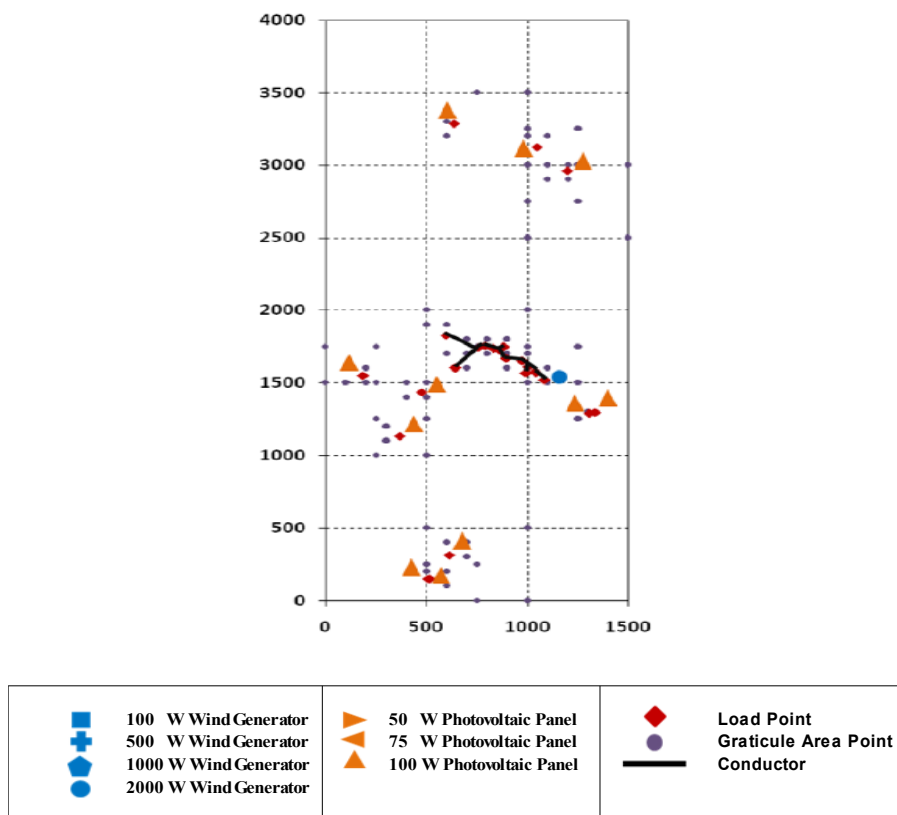 4000
3500
3000
2500
2000
1500
1000
500
0
0 500 1000 1500
100 W Wind Generator
500 W Wind Generator
1000 W Wind Generator
2000 W Wind Generator
50 W Photovoltaic Panel
75 W Photovoltaic Panel
100 W Photovoltaic Panel
Load Point
Graticule Area Point
Conductor